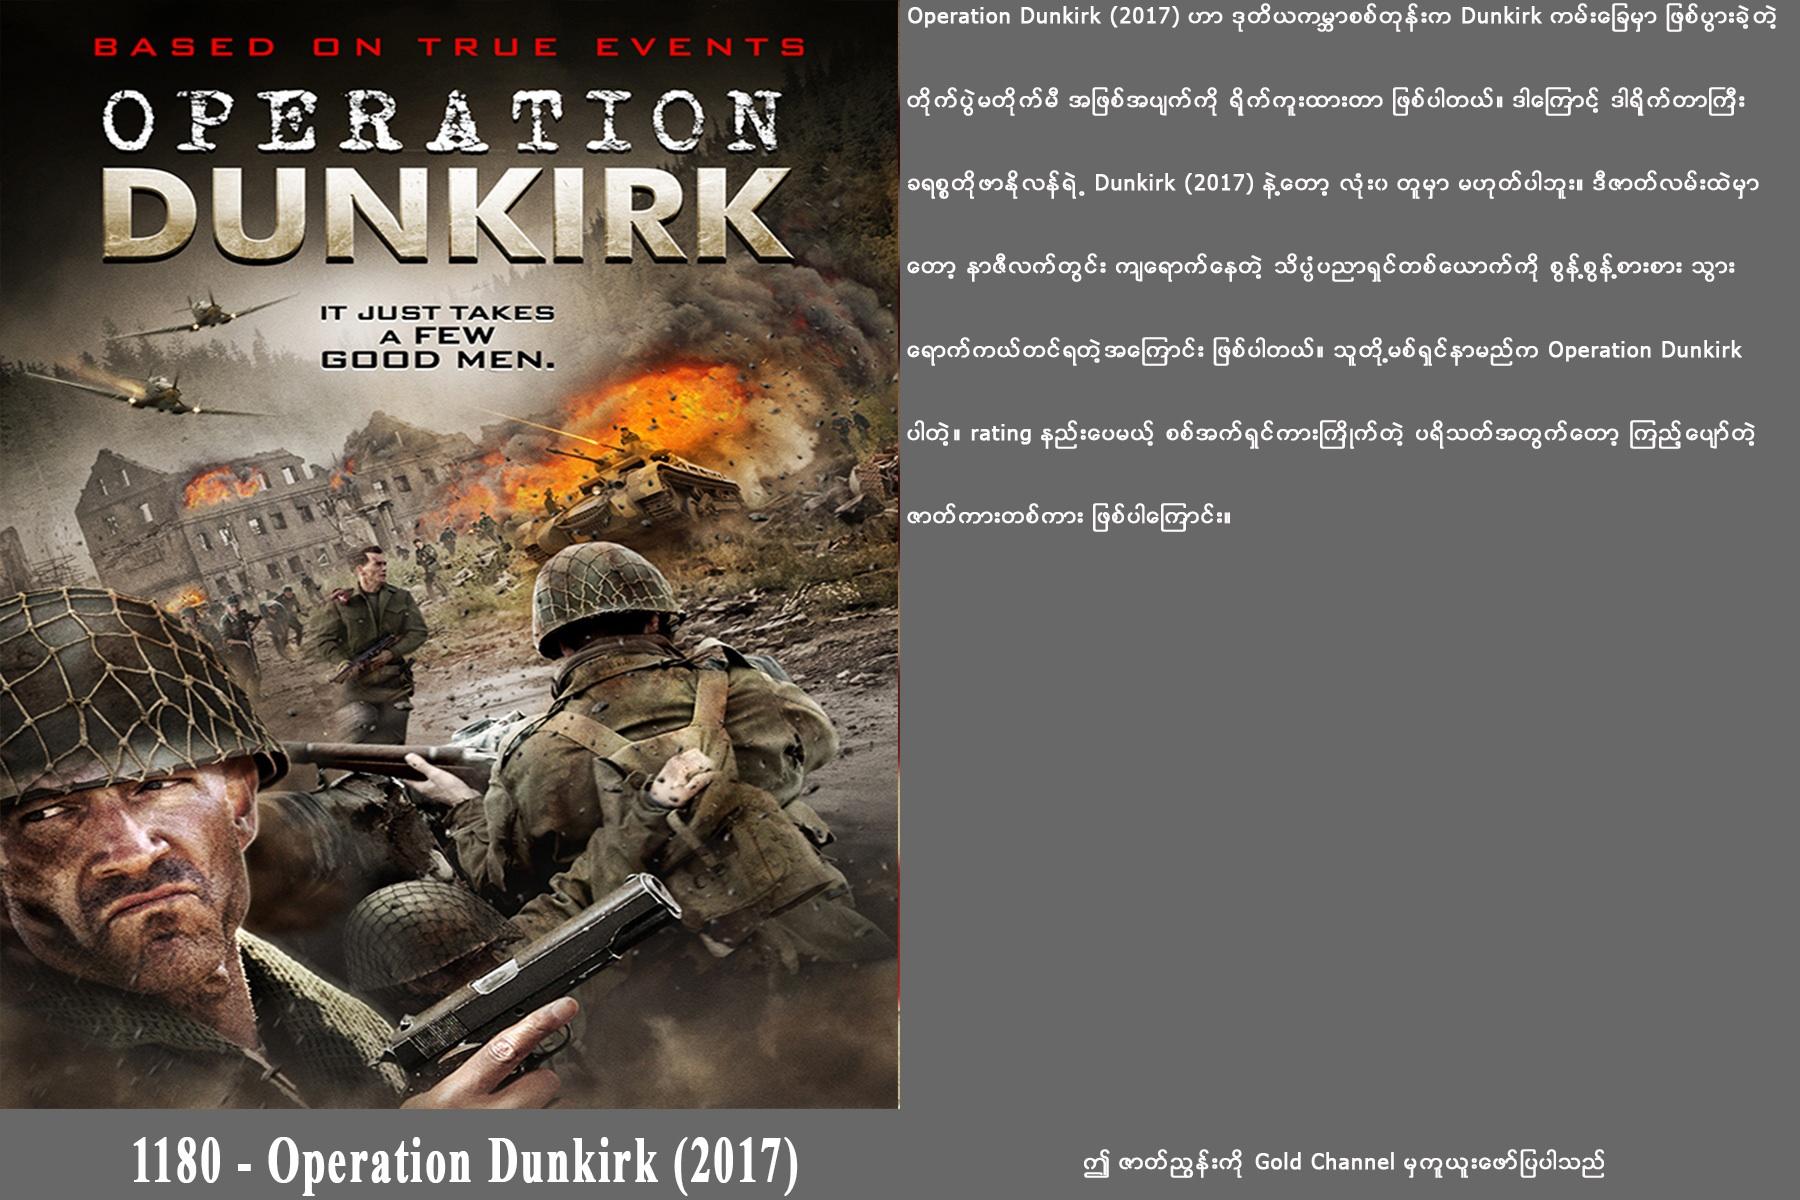 BASED ON TRUE EVENTS
OPERATION
DUNKIRK
IT JUST TAKES
A FEW
GOOD MEN.
1180 - Operation Dunkirk (2017)
Operation Dunkirk (2017) ဟာ ဒုတိယကမ္ဘာစစ်တုန်းက Dunkirk ကမ်းခြေမှာ ဖြစ်ပွားခဲ့တဲ့
တိုက်ပွဲမတိုက်မီ အဖြစ်အပျက်ကို ရိုက်ကူးထားတာ ဖြစ်ပါတယ်။ ဒါကြောင့် ဒါရိုက်တာကြီး
ခရစ္စတိုဖာနိုလန်ရဲ့ Dunkirk (2017) နဲ့တော့ လုံးဝ တူမှာ မဟုတ်ပါဘူး။ ဒီဇာတ်လမ်းထဲမှာ
တော့ နာဇီလက်တွင်း ကျရောက်နေတဲ့ သိပ္ပံပညာရှင်တစ်ယောက်ကို စွန့်စွန့်စားစား သွား
ရောက်ကယ်တင်ရတဲ့အကြောင်း ဖြစ်ပါတယ်။ သူတို့မစ်ရှင်နာမည်က Operation Dunkirk
ပါတဲ့။ rating နည်းပေမယ့် စစ်အက်ရှင်ကားကြိုက်တဲ့ ပရိသတ်အတွက်တော့ ကြည့်ပျော်တဲ့
ဇာတ်ကားတစ်ကား ဖြစ်ပါကြောင်း။
ဤ ဇာတ်ညွှန်းကို Gold Channel မှကူယူးဖော်ပြပါသည်